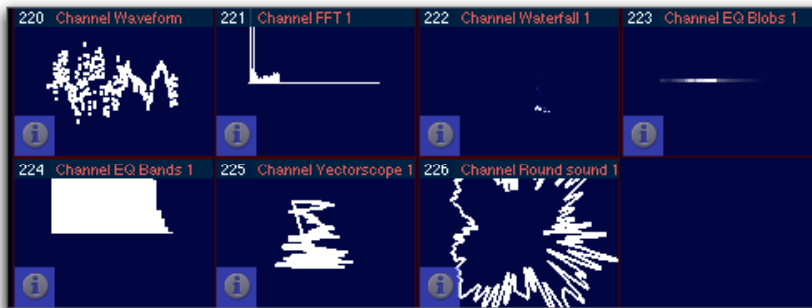 220 Channel Waveform
221 Channel FFT 1
222 Channel Waterfall 1
223 Channel EQ Blobs 1
224 Channel EQ Bands 1
225 Channel Vectorscope 1
226 Channel Round sound 1